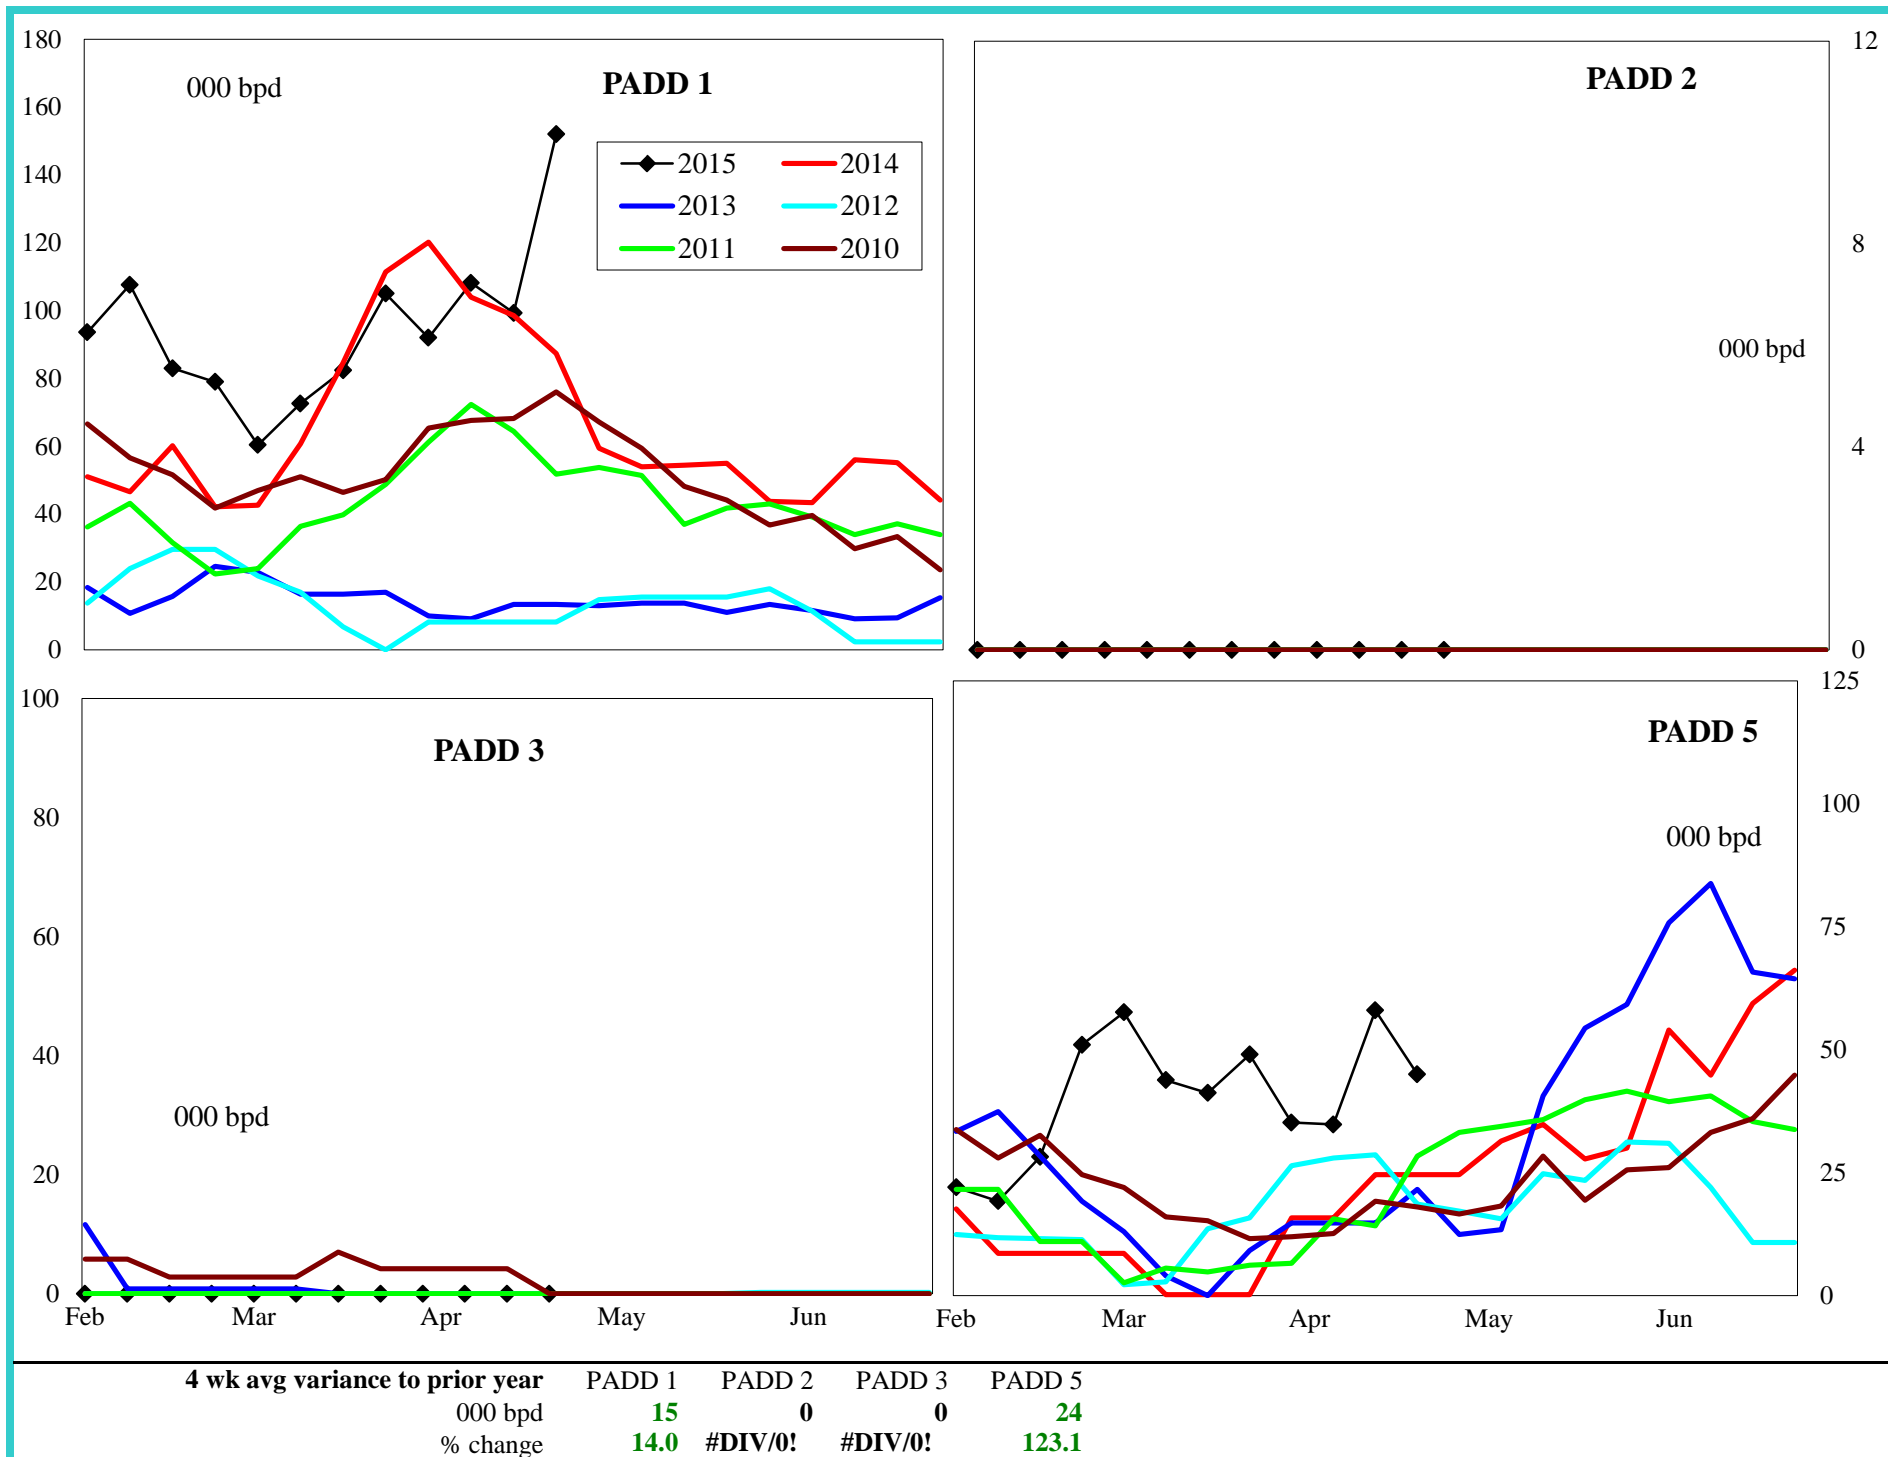 180
160
140
120
100
80
60
40
20
0
000 bpd
PADD 1
2015 2014
2013 2012
2011 2010
PADD 2
12
8
4
0
000 bpd
100
80
60
40
20
0
PADD 3
000 bpd
Feb Mar Apr May Jun
PADD 5
125
100
75
50
25
0
000 bpd
Feb Mar Apr May Jun
4 wk avg variance to prior year PADD 1 PADD 2 PADD 3 PADD 5
000 bpd 15 0 0 24
% change 14.0 #DIV/0! #DIV/0! 123.1